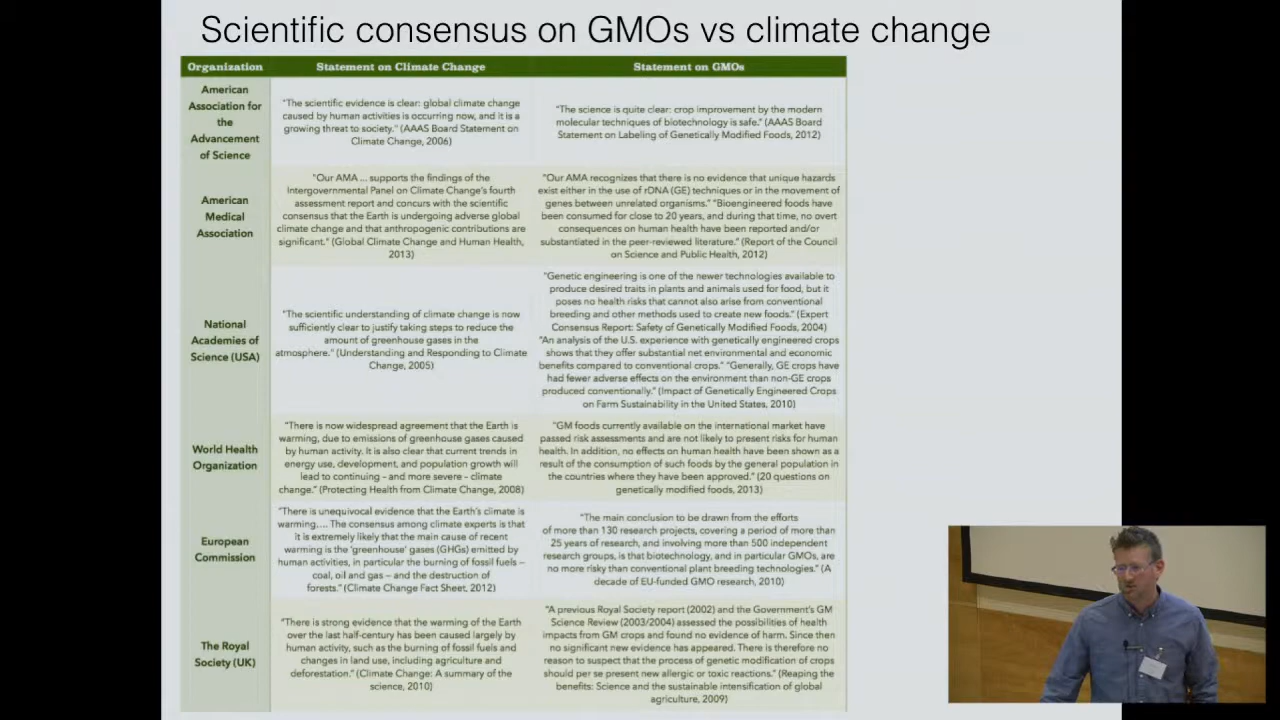 Scientific consensus on GMOs vs climate change
Organization
Statement on Climate Change
Statement on GMOs
American
Association for
the
Advancement
of Science
"The scientific evidence is clear: global climate change
caused by human activities is occurring now, and it is a
growing threat to society." (AAAS Board Statement on
Climate Change, 2006)
"The science is quite clear: crop improvement by the modern
molecular techniques of biotechnology is safe." (AAAS Board
Statement on Labeling of Genetically Modified Foods, 2012)
American
Medical
Association
"Our AMA ... supports the findings of the
Intergovernmental Panel on Climate Change's fourth
assessment report and concurs with the scientific
consensus that the Earth is undergoing adverse global
climate change and that anthropogenic contributions are
significant." (Global Climate Change and Human Health,
2013)
"Our AMA recognizes that there is no evidence that unique hazards
exist either in the use of rDNA (GE) techniques or in the movement of
genes between unrelated organisms." "Bioengineered foods have
been consumed for close to 20 years, and during that time, no overt
consequences on human health have been reported and/or
substantiated in the peer-reviewed literature." (Report of the Council
on Science and Public Health, 2012)
National
Academies of
Science (USA)
"The scientific understanding of climate change is now
sufficiently clear to justify taking steps to reduce the
amount of greenhouse gases in the
atmosphere." (Understanding and Responding to Climate
Change, 2005)
"Genetic engineering is one of the newer technologies available to
produce desired traits in plants and animals used for food, but it
poses no health risks that cannot also arise from conventional
breeding and other methods used to create new foods." (Expert
Consensus Report: Safety of Genetically Modified Foods, 2004)
"An analysis of the U.S. experience with genetically engineered crops
shows that they offer substantial net environmental and economic
benefits compared to conventional crops." "Generally, GE crops have
had fewer adverse effects on the environment than non-GE crops
produced conventionally." (Impact of Genetically Engineered Crops
on Farm Sustainability in the United States, 2010)
World Health
Organization
"There is now widespread agreement that the Earth is
warming, due to emissions of greenhouse gases caused
by human activity. It is also clear that current trends in
energy use, development, and population growth will
lead to continuing – and more severe – climate
change." (Protecting Health from Climate Change, 2008)
"GM foods currently available on the international market have
passed risk assessments and are not likely to present risks for human
health. In addition, no effects on human health have been shown as a
result of the consumption of such foods by the general population in
the countries where they have been approved." (20 questions on
genetically modified foods, 2013)
European
Commission
"There is unequivocal evidence that the Earth's climate is
warming.... The consensus among climate experts is that
it is extremely likely that the main cause of recent
warming is the 'greenhouse' gases (GHGs) emitted by
human activities, in particular the burning of fossil fuels –
coal, oil and gas – and the destruction of
forests." (Climate Change Fact Sheet, 2012)
"The main conclusion to be drawn from the efforts
of more than 130 research projects, covering a period of more than
25 years of research, and involving more than 500 independent
research groups, is that biotechnology, and in particular GMOs, are
no more risky than conventional plant breeding technologies." (A
decade of EU-funded GMO research, 2010)
The Royal
Society (UK)
"There is strong evidence that the warming of the Earth
over the last half-century has been caused largely by
human activity, such as the burning of fossil fuels and
changes in land use, including agriculture and
deforestation." (Climate Change: A summary of the
science, 2010)
"A previous Royal Society report (2002) and the Government's GM
Science Review (2003/2004) assessed the possibilities of health
impacts from GM crops and found no evidence of harm. Since then
no significant new evidence has appeared. There is therefore no
reason to suspect that the process of genetic modification of crops
should per se present new allergic or toxic reactions." (Reaping the
benefits: Science and the sustainable intensification of global
agriculture, 2009)